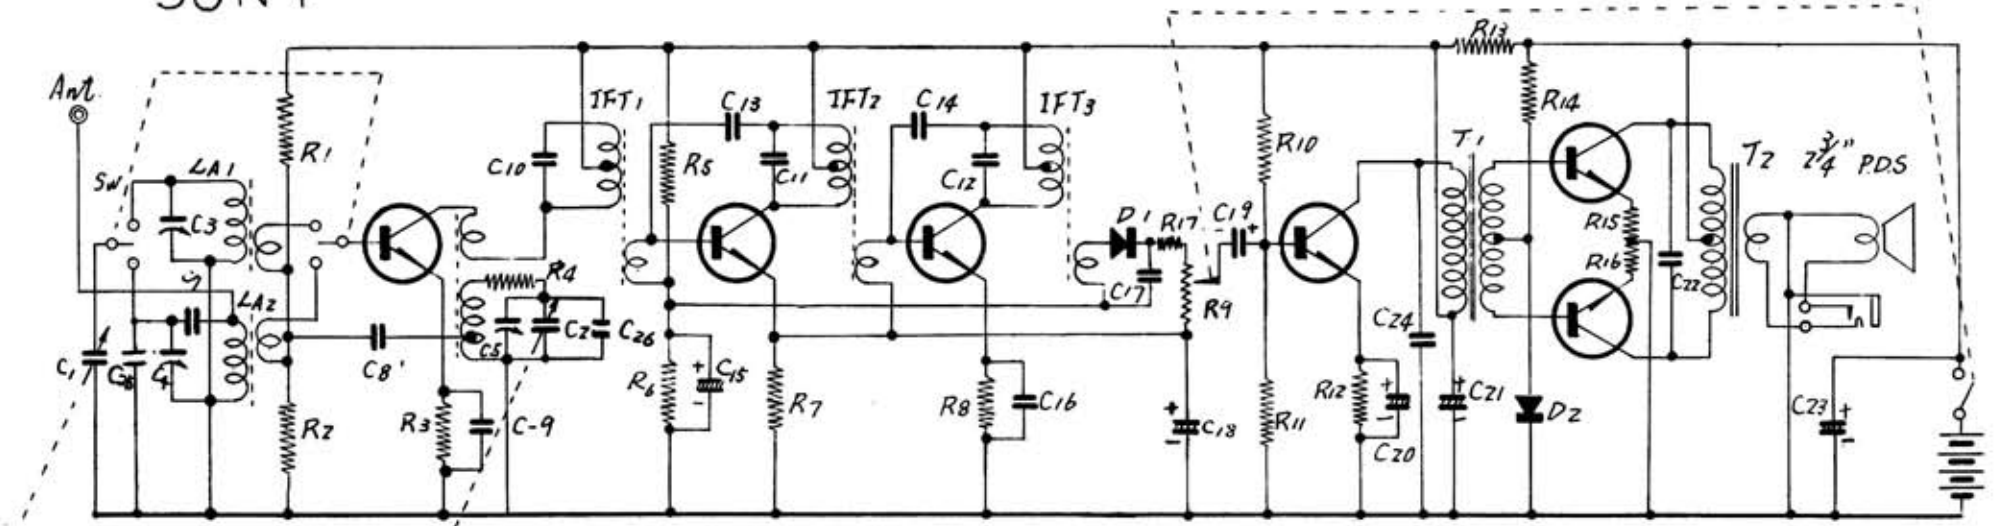 SONY
Ant.
SW1
LA1
C3
R1
LA2
C1
C4
R2
C8
R3
C-9
R4
C5
C2
C26
C10
IFT1
R5
C13
C11
IFT2
C14
C12
IFT3
R6
C15
R7
R8
C16
D1
R17
C19
C17
R9
C18
R10
R11
R12
C20
C24
C21
T1
R13
R14
R15
R16
D2
C22
T2
2 3/4" P.D.S
C23
+
-
+
-
+
+
-
+
-
+
-